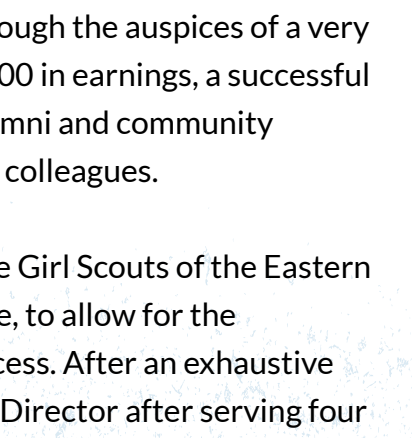 ough the auspices of a very
00 in earnings, a successful
mni and community
colleagues.
e Girl Scouts of the Eastern
e, to allow for the
cess. After an exhaustive
Director after serving four